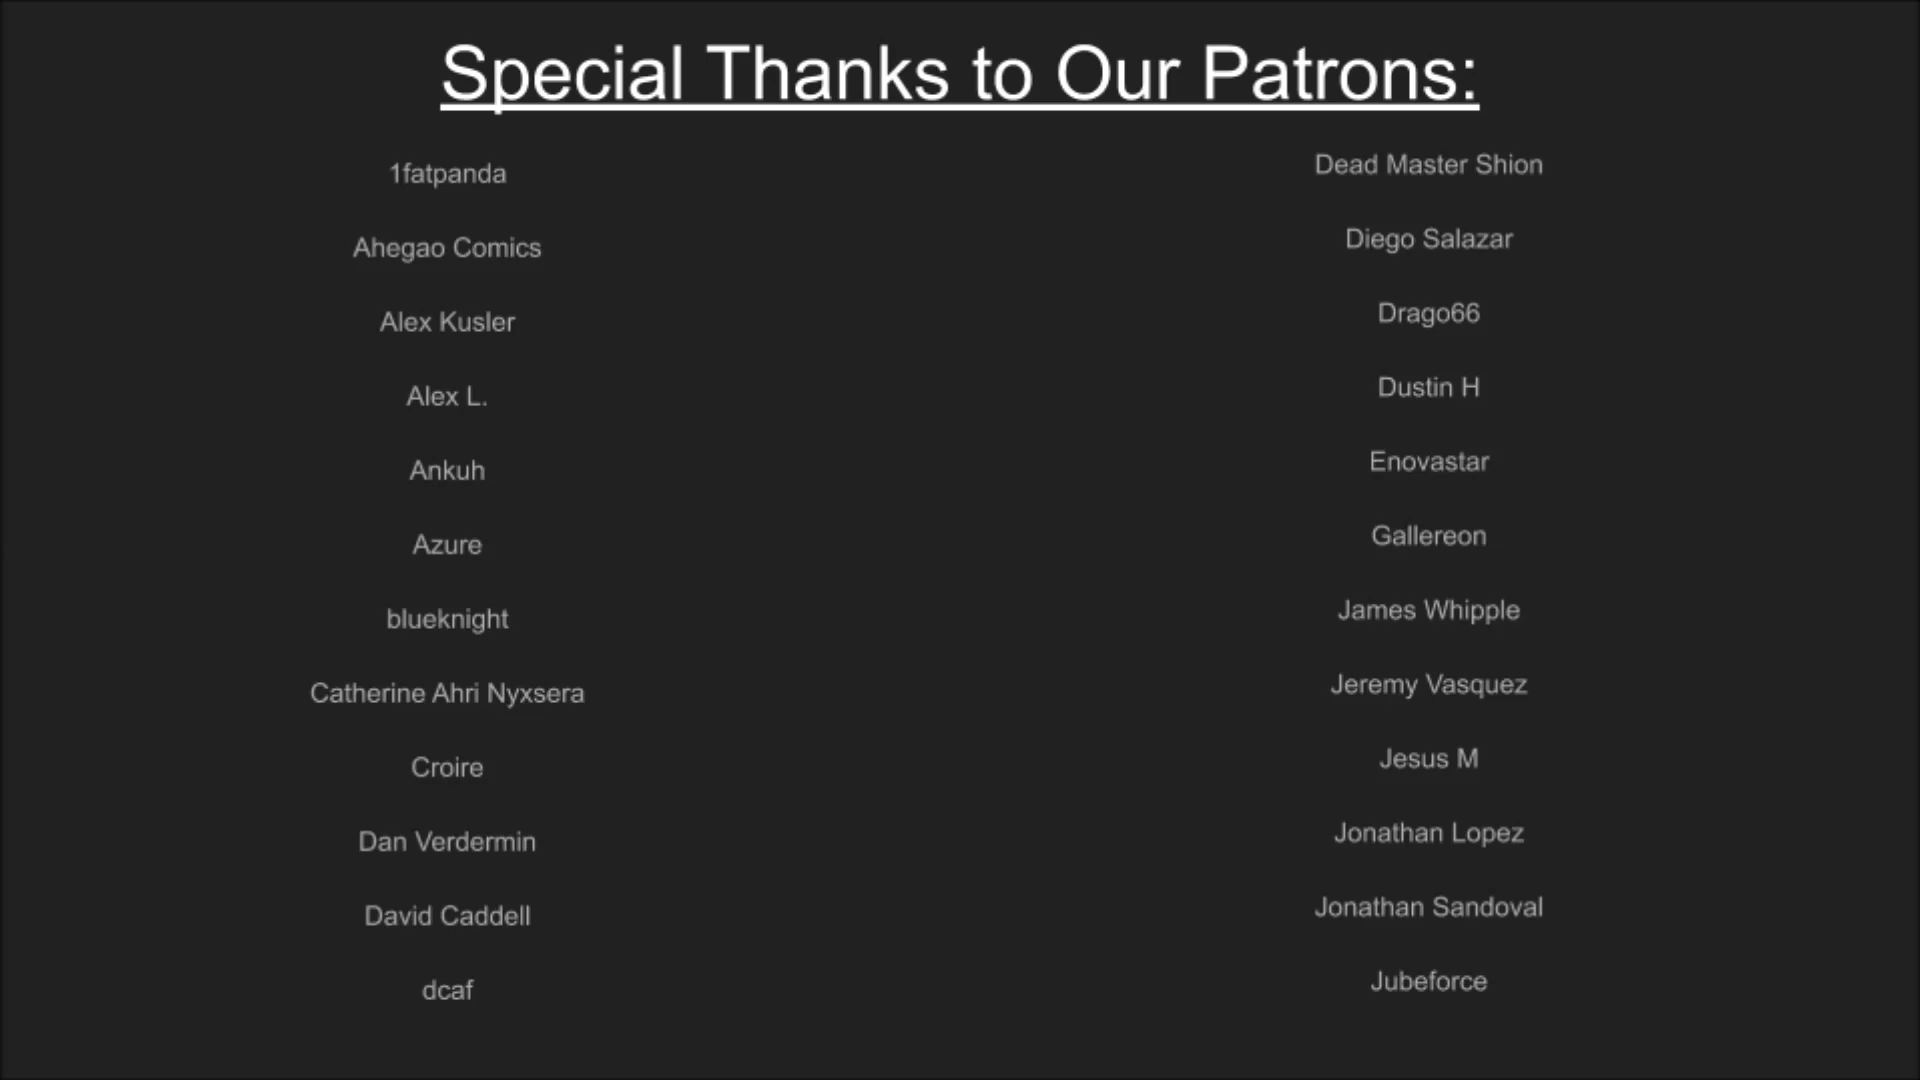 Special Thanks to Our Patrons:
1fatpanda
Ahegao Comics
Alex Kusler
Alex L.
Ankuh
Azure
blueknight
Catherine Ahri Nyxsera
Croire
Dan Verdermin
David Caddell
dcaf
Dead Master Shion
Diego Salazar
Drago66
Dustin H
Enovastar
Gallereon
James Whipple
Jeremy Vasquez
Jesus M
Jonathan Lopez
Jonathan Sandoval
Jubeforce